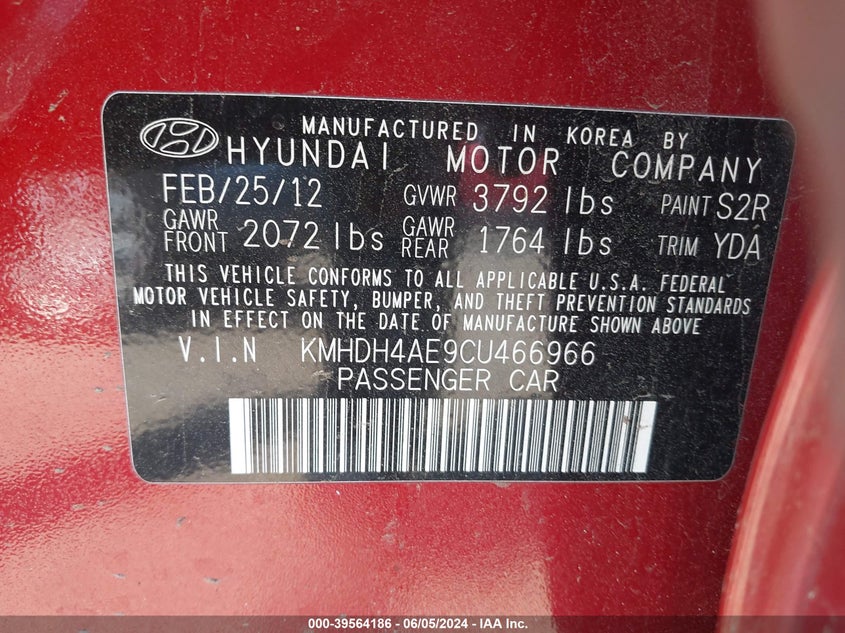 MANUFACTURED IN KOREA BY
HYUNDAI MOTOR COMPANY
FEB/25/12 GVWR 3792 lbs PAINT S2R
GAWR FRONT 2072 lbs GAWR REAR 1764 lbs TRIM YDA
THIS VEHICLE CONFORMS TO ALL APPLICABLE U.S.A. FEDERAL
MOTOR VEHICLE SAFETY, BUMPER, AND THEFT PREVENTION STANDARDS
IN EFFECT ON THE DATE OF MANUFACTURE SHOWN ABOVE
V.I.N KMHDH4AE9CU466966
PASSENGER CAR
000-39564186 - 06/05/2024 - IAA Inc.